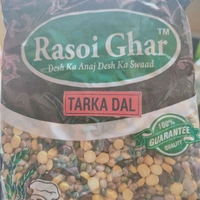 Rasoi Ghar™
Desh Ka Anaj Desh Ka Swaad
TARKA DAL
100%
GUARANTEE
QUALITY